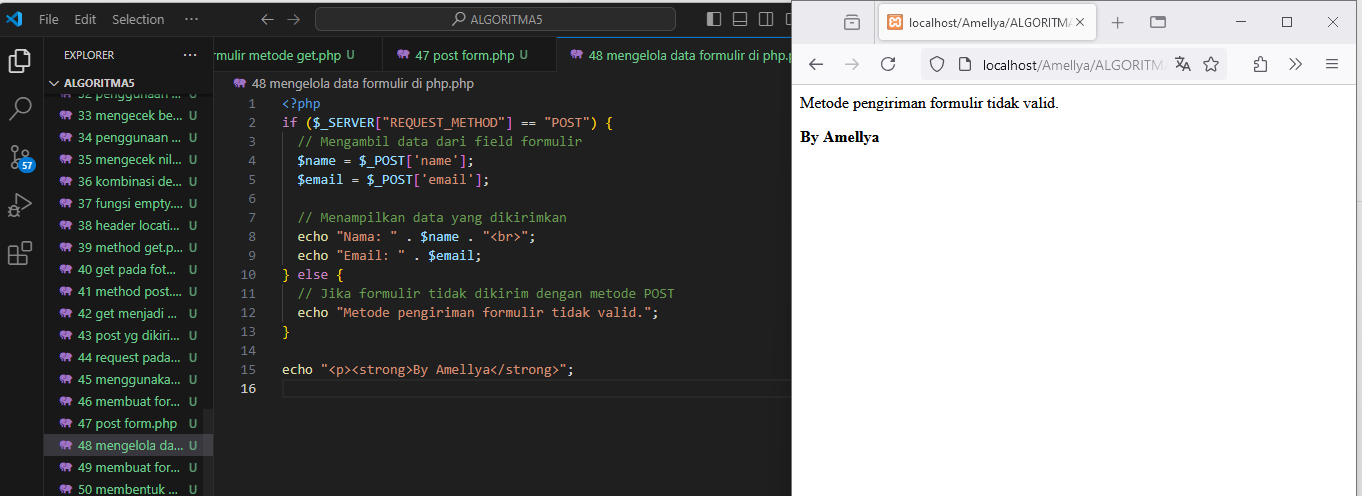 File Edit Selection ··· ALGORITMA5
EXPLORER ···
ALGORITMA5
33 mengecek be... U
34 penggunaan ... U
35 mengecek nil... U
36 kombinasi de... U
37 fungsi empty.... U
38 header locati... U
39 method get.p... U
40 get pada fot... U
41 method post.... U
42 get menjadi ... U
43 post yg dikiri... U
44 request pada... U
45 menggunaka... U
46 membuat for... U
47 post form.php U
48 mengelola da... U
49 membuat for... U
50 membentuk ... U
57
rmulir metode get.php U 47 post form.php U 48 mengelola data formulir di php.p
48 mengelola data formulir di php.php
1 <?php
2 if ($_SERVER["REQUEST_METHOD"] == "POST") {
3 // Mengambil data dari field formulir
4 $name = $_POST['name'];
5 $email = $_POST['email'];
6
7 // Menampilkan data yang dikirimkan
8 echo "Nama: " . $name . "<br>";
9 echo "Email: " . $email;
10 } else {
11 // Jika formulir tidak dikirim dengan metode POST
12 echo "Metode pengiriman formulir tidak valid.";
13 }
14
15 echo "<p><strong>By Amellya</strong>";
16
localhost/Amellya/ALGORITMA
localhost/Amellya/ALGORITMA
Metode pengiriman formulir tidak valid.
By Amellya